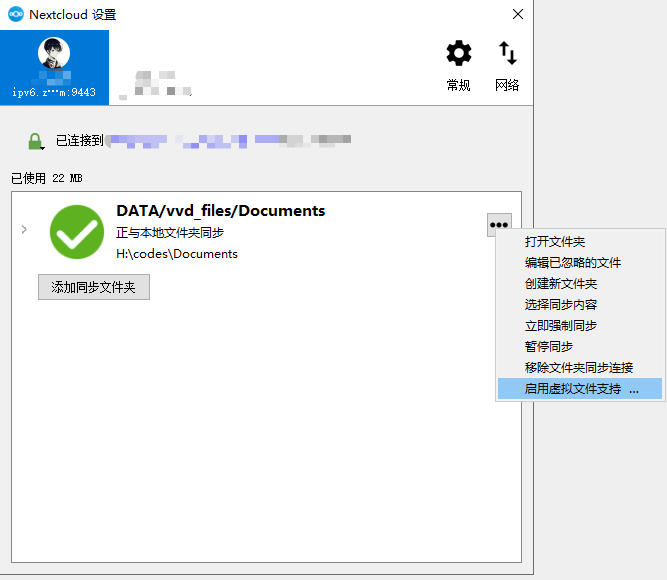 Nextcloud 设置
ipv6.z···m:9443
常规
网络
已连接到
已使用 22 MB
DATA/vvd_files/Documents
正与本地文件夹同步
H:\codes\Documents
添加同步文件夹
打开文件夹
编辑已忽略的文件
创建新文件夹
选择同步内容
立即强制同步
暂停同步
移除文件夹同步连接
启用虚拟文件支持 ...